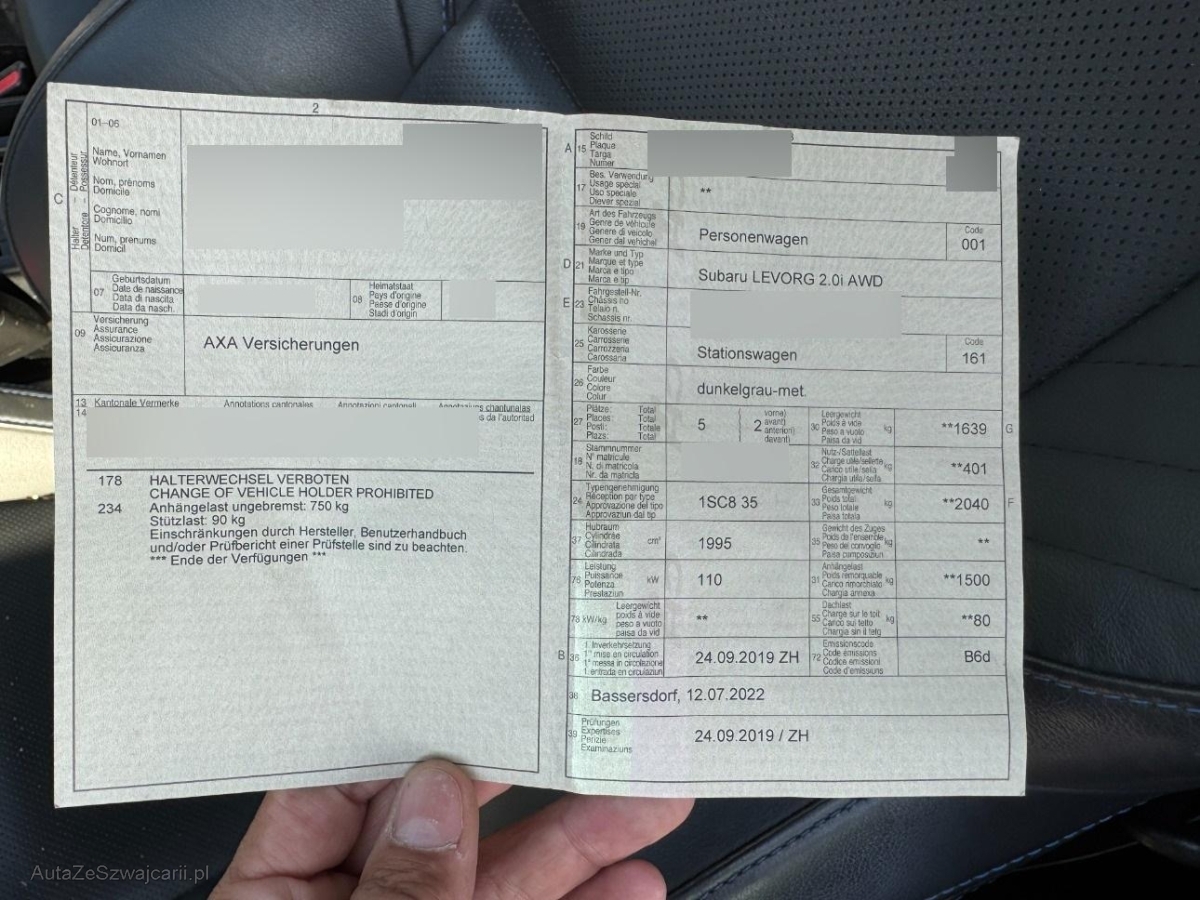 2
01–06
Name, Vornamen
Wohnort
Nom, prénoms
Domicile
Cognome, nomi
Domicilio
Num, prenums
Domicil
C
Halter – Détenteur
Detentore – Possessur
07
Geburtsdatum
Date de naissance
Data di nascita
Data da nasch.
08
Heimatstaat
Pays d'origine
Paese d'origine
Stadi d'origin
09
Versicherung
Assurance
Assicurazione
Assicuranza
AXA Versicherungen
13
14
Kantonale Vermerke
Annotations cantonales
Annotazioni cantonali
Annotaziuns chantunalas
178 HALTERWECHSEL VERBOTEN
CHANGE OF VEHICLE HOLDER PROHIBITED
234 Anhängelast ungebremst: 750 kg
Stützlast: 90 kg
Einschränkungen durch Hersteller, Benutzerhandbuch
und/oder Prüfbericht einer Prüfstelle sind zu beachten.
*** Ende der Verfügungen ***
A 15
Schild
Plaque
Targa
Numer
17
Bes. Verwendung
Usage spécial
Uso speciale
Diever spezial
**
19
Art des Fahrzeugs
Genre de véhicule
Genere di veicolo
Gener dal vehichel
Personenwagen
Code
001
D 21
Marke und Typ
Marque et type
Marca e tipo
Marca e tip
Subaru LEVORG 2.0i AWD
E 23
Fahrgestell-Nr.
Châssis no
Telaio n.
Schassis nr.
25
Karosserie
Carrosserie
Carrozzeria
Carossaria
Stationswagen
Code
161
26
Farbe
Couleur
Colore
Colur
dunkelgrau-met.
27
Plätze: Total
Places: Total
Posti: Totale
Plazs: Total
5
2
vorne)
avant)
anteriori)
davant)
30
Leergewicht
Poids à vide
Peso a vuoto
Paisa da vid
kg
**1639
G
18
Stammnummer
N° matricule
N. di matricola
Nr. da matricla
32
Nutz-/Sattellast
Charge utile/sellette
Carico utile/sella
Chargia utila/sella
kg
**401
24
Typengenehmigung
Réception par type
Approvazione del tipo
Approvaziun dal tip
1SC8 35
33
Gesamtgewicht
Poids total
Peso totale
Paisa totala
kg
**2040
F
37
Hubraum
Cylindrée
Cilindrata
Cilindrada
cm³
1995
35
Gewicht des Zuges
Poids de l'ensemble
Peso del convoglio
Paisa cumposiziun
kg
**
76
Leistung
Puissance
Potenza
Prestaziun
kW
110
31
Anhängelast
Poids remorquable
Carico rimorchiato
Chargia annexa
kg
**1500
78 kW/kg
Leergewicht
poids à vide
peso a vuoto
paisa da vid
**
55
Dachlast
Charge sur le toit
Carico sul tetto
Chargia sin il tetg
kg
**80
B 36
1. Inverkehrsetzung
1re mise en circulation
1a messa in circolazione
1. entrada en circulaziun
24.09.2019 ZH
72
Emissionscode
Code émissions
Codice emissioni
Code d'emissiuns
B6d
38
Bassersdorf, 12.07.2022
39
Prüfungen
Expertises
Perizie
Examinaziuns
24.09.2019 / ZH
AutaZeSzwajcarii.pl